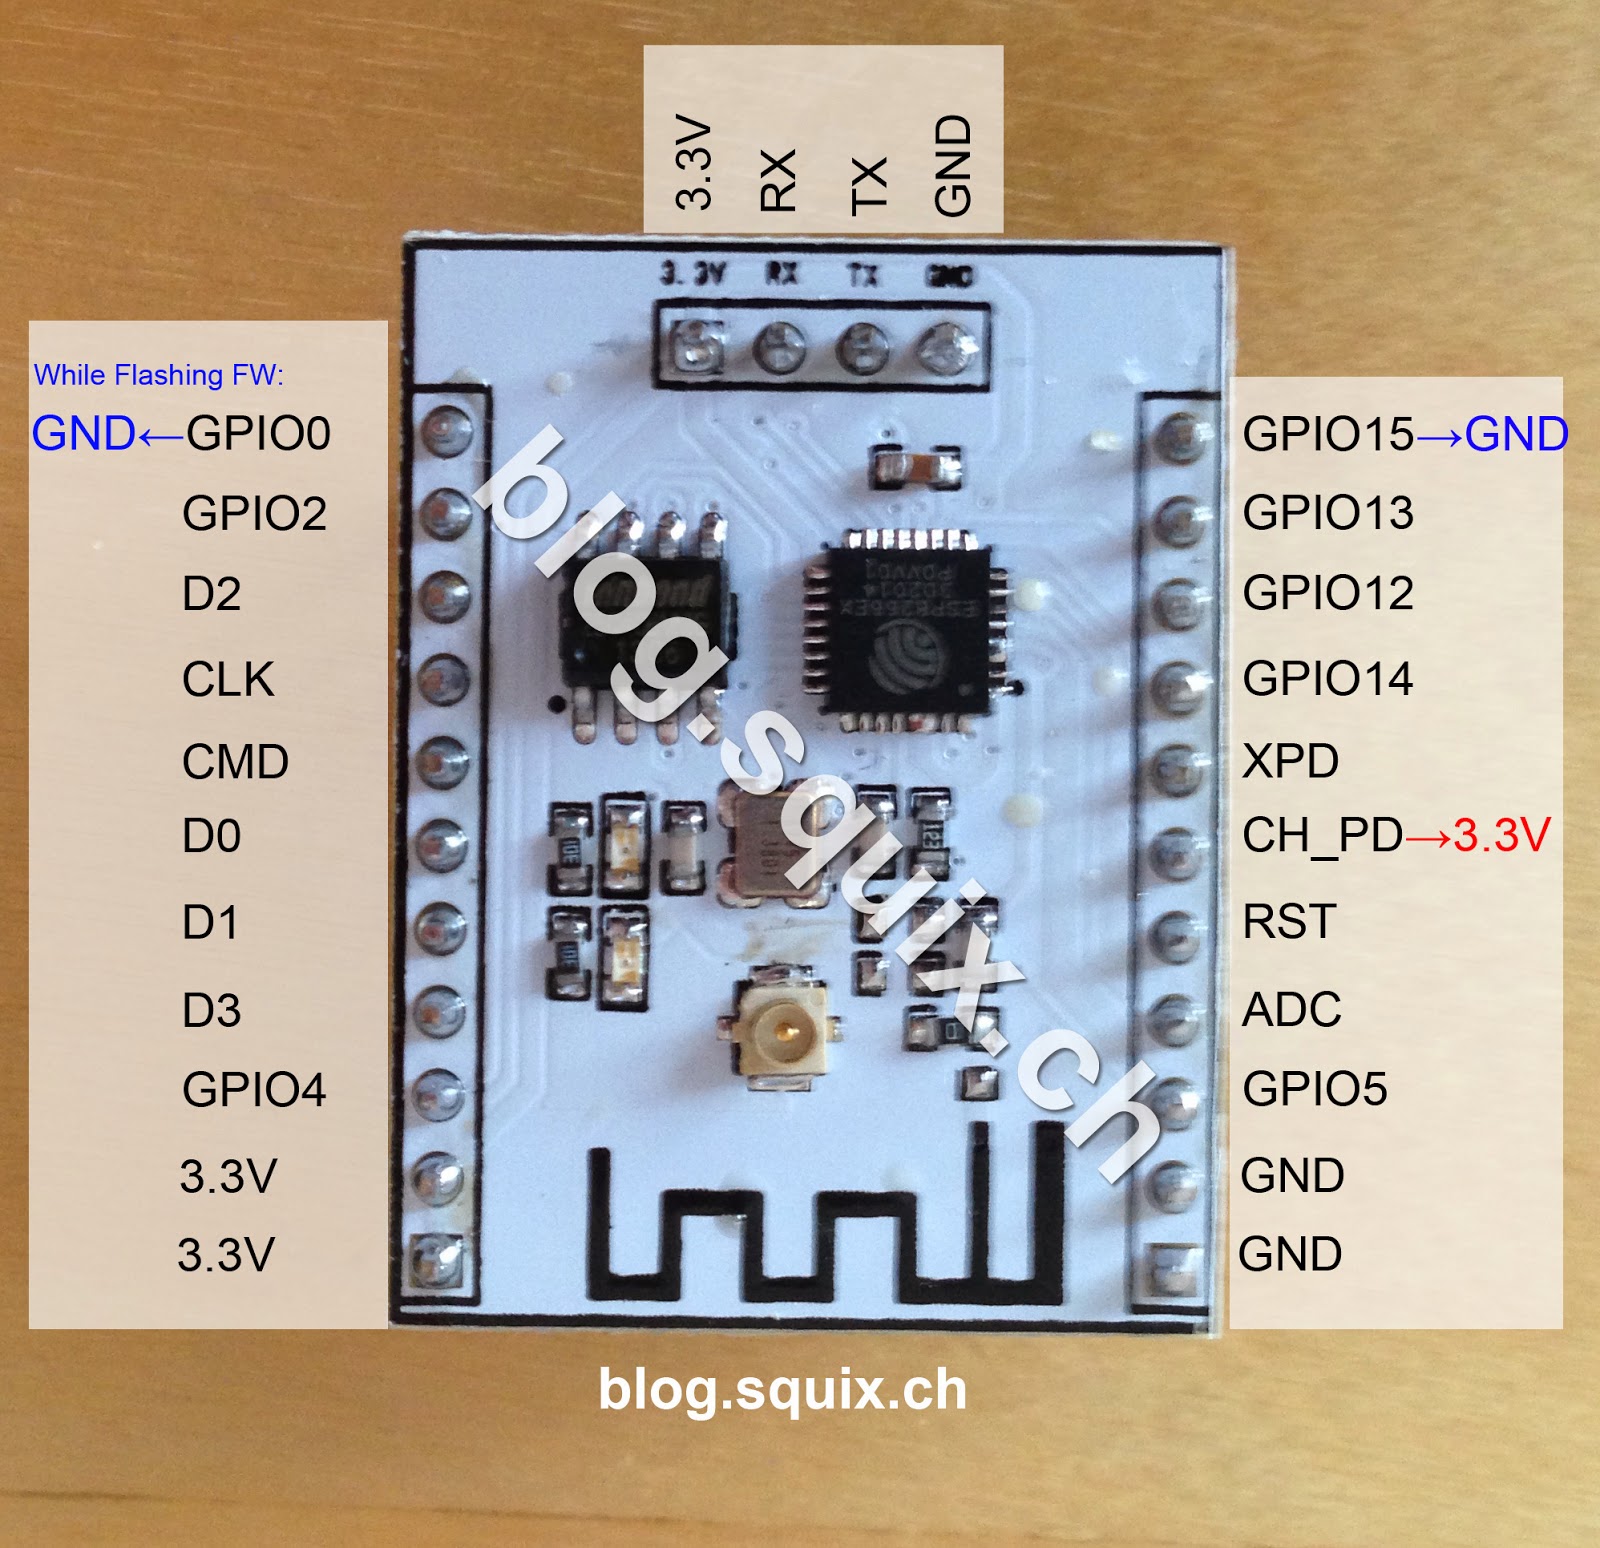 3.3V
RX
TX
GND
3.3V RX TX GND
While Flashing FW:
GND←GPIO0
GPIO2
D2
CLK
CMD
D0
D1
D3
GPIO4
3.3V
3.3V
GPIO15→GND
GPIO13
GPIO12
GPIO14
XPD
CH_PD→3.3V
RST
ADC
GPIO5
GND
GND
ESP8266EX
blog.squix.ch
blog.squix.ch